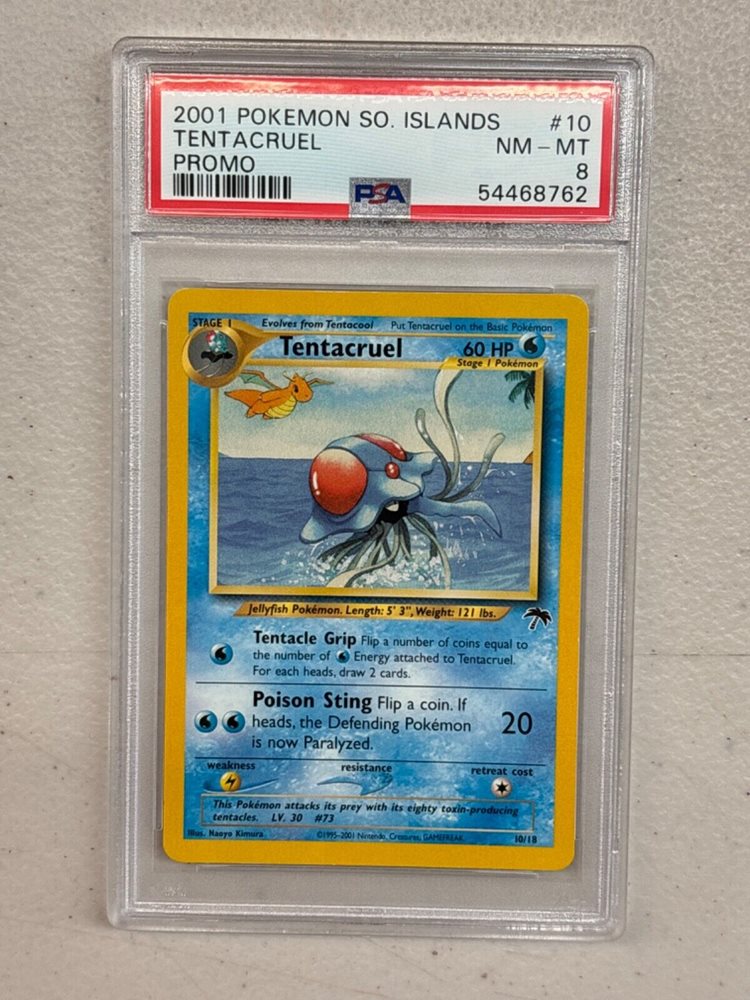 2001 POKEMON SO. ISLANDS #10
TENTACRUEL NM - MT
PROMO 8
PSA 54468762
STAGE 1 Evolves from Tentacool Put Tentacruel on the Basic Pokémon
Tentacruel 60 HP
Stage 1 Pokémon
Jellyfish Pokémon. Length: 5' 3", Weight: 121 lbs.
Tentacle Grip Flip a number of coins equal to
the number of Energy attached to Tentacruel.
For each heads, draw 2 cards.
Poison Sting Flip a coin. If
heads, the Defending Pokémon 20
is now Paralyzed.
weakness resistance retreat cost
This Pokémon attacks its prey with its eighty toxin-producing
tentacles. LV. 30 #73
Illus. Naoyo Kimura ©1995-2001 Nintendo, Creatures, GAMEFREAK. 10/18